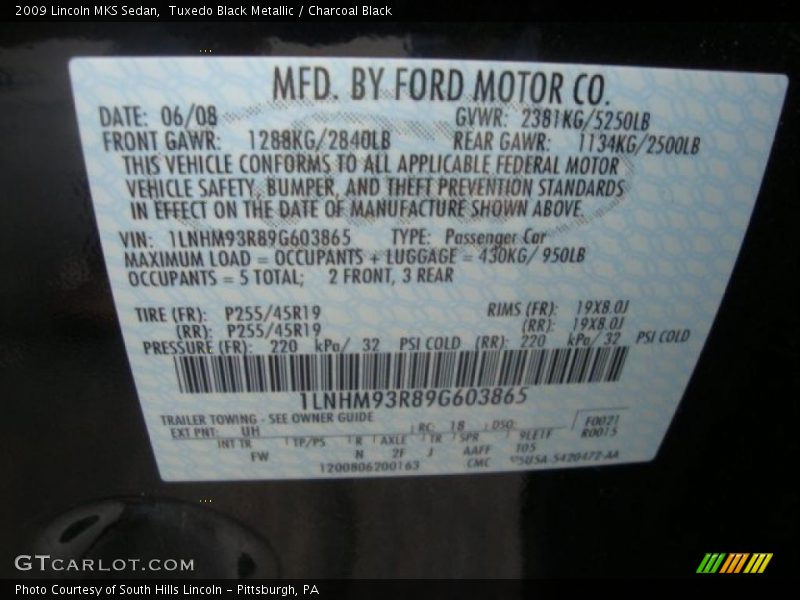 2009 Lincoln MKS Sedan,  Tuxedo Black Metallic / Charcoal Black
MFD. BY FORD MOTOR CO.
DATE: 06/08 GVWR: 2381KG/5250LB
FRONT GAWR: 1288KG/2840LB REAR GAWR: 1134KG/2500LB
THIS VEHICLE CONFORMS TO ALL APPLICABLE FEDERAL MOTOR
VEHICLE SAFETY, BUMPER, AND THEFT PREVENTION STANDARDS
IN EFFECT ON THE DATE OF MANUFACTURE SHOWN ABOVE.
VIN: 1LNHM93R89G603865 TYPE: Passenger Car
MAXIMUM LOAD = OCCUPANTS + LUGGAGE = 430KG/ 950LB
OCCUPANTS = 5 TOTAL; 2 FRONT, 3 REAR
TIRE (FR): P255/45R19 RIMS (FR): 19X8.0J
(RR): P255/45R19 (RR): 19X8.0J
PRESSURE (FR): 220 kPa/ 32 PSI COLD (RR): 220 kPa/ 32 PSI COLD
1LNHM93R89G603865
TRAILER TOWING - SEE OWNER GUIDE
EXT PNT: UH RC: 18 DSO: F0021
R0015
INT TR TP/PS R AXLE TR SPR
FW N 2F J AAFF
1200806200163 CMC
GTCARLOT.COM
Photo Courtesy of South Hills Lincoln - Pittsburgh, PA